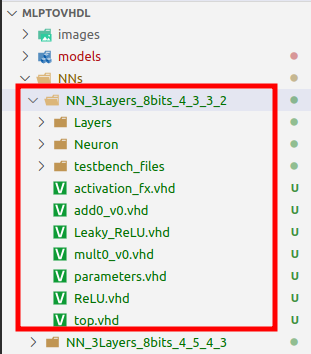 MLPTOVHDL
images
models
NNs
NN_3Layers_8bits_4_3_3_2
Layers
Neuron
testbench_files
V activation_fx.vhd U
V add0_v0.vhd U
V Leaky_ReLU.vhd U
V mult0_v0.vhd U
V parameters.vhd U
V ReLU.vhd U
V top.vhd U
NN_3Layers_8bits_4_5_4_3